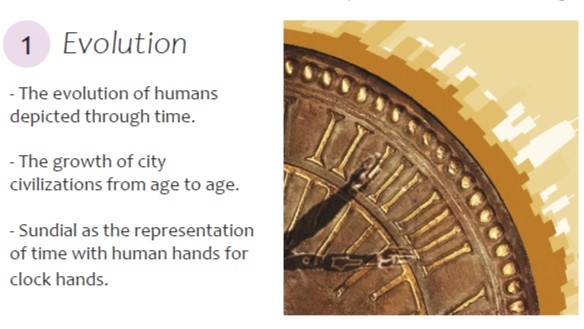 1 Evolution
- The evolution of humans
depicted through time.
- The growth of city
civilizations from age to age.
- Sundial as the representation
of time with human hands for
clock hands.